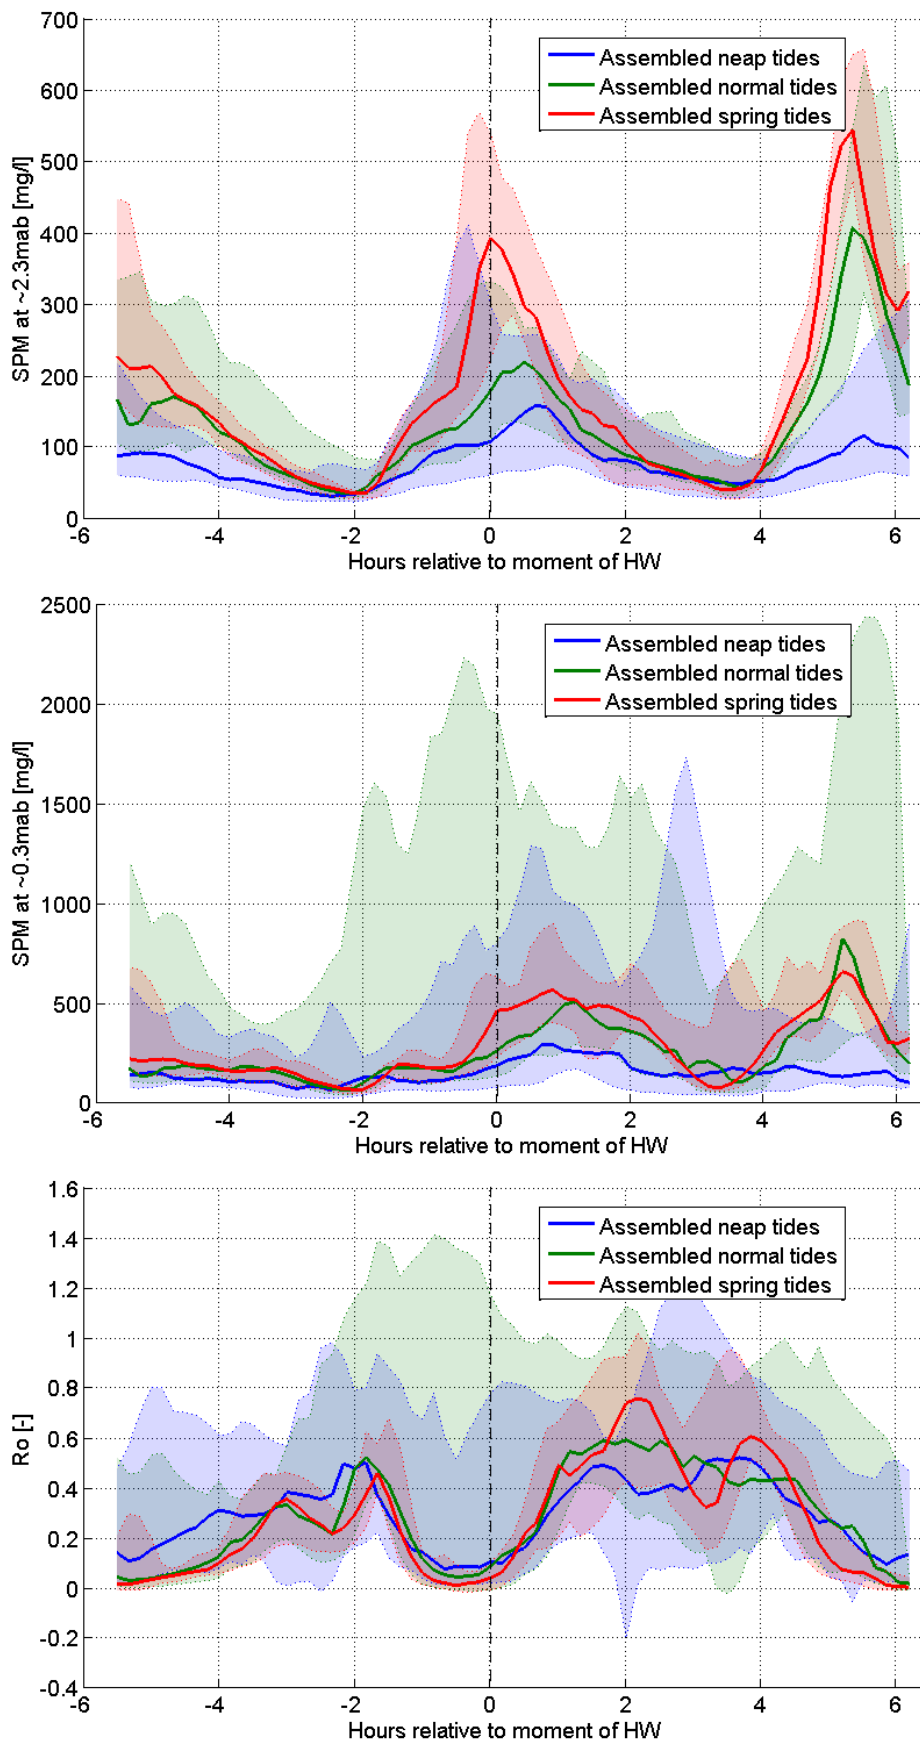 700
600
500
400
300
200
100
0
SPM at ~2.3mab [mg/l]
Assembled neap tides
Assembled normal tides
Assembled spring tides
-6 -4 -2 0 2 4 6
Hours relative to moment of HW
2500
2000
1500
1000
500
0
SPM at ~0.3mab [mg/l]
Assembled neap tides
Assembled normal tides
Assembled spring tides
-6 -4 -2 0 2 4 6
Hours relative to moment of HW
1.6
1.4
1.2
1
0.8
0.6
0.4
0.2
0
-0.2
-0.4
Ro [-]
Assembled neap tides
Assembled normal tides
Assembled spring tides
-6 -4 -2 0 2 4 6
Hours relative to moment of HW